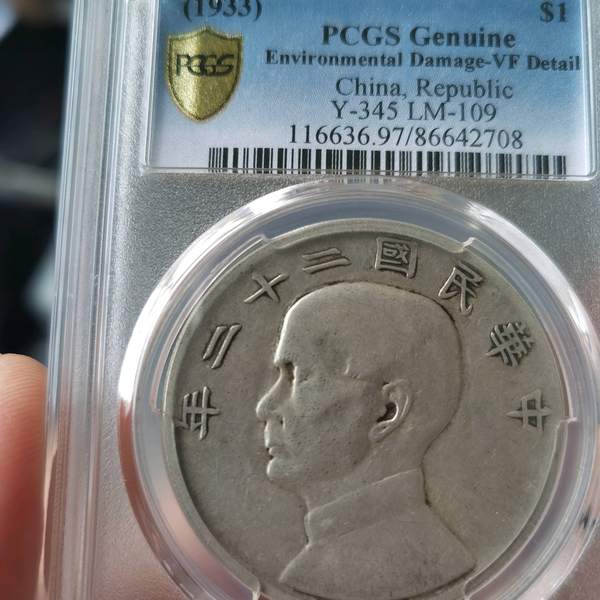 (1933) $1
PCGS
PCGS Genuine
Environmental Damage-VF Detail
China, Republic
Y-345 LM-109
116636.97/86642708
中華民國二十二年